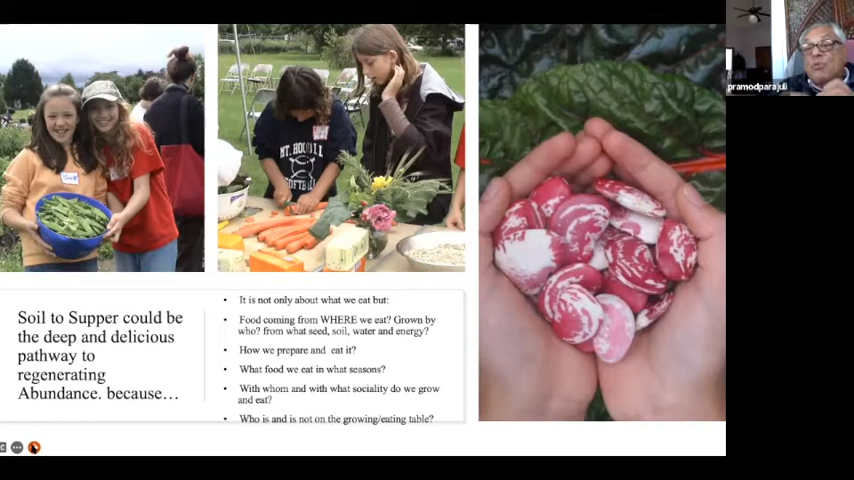 pramodparajuli
MT. HOOD
SOFTBALL
Soil to Supper could be
the deep and delicious
pathway to
regenerating
Abundance. because…
• It is not only about what we eat but:
• Food coming from WHERE we eat? Grown by
who? from what seed, soil, water and energy?
• How we prepare and eat it?
• What food we eat in what seasons?
• With whom and with what sociality do we grow
and eat?
• Who is and is not on the growing/eating table?